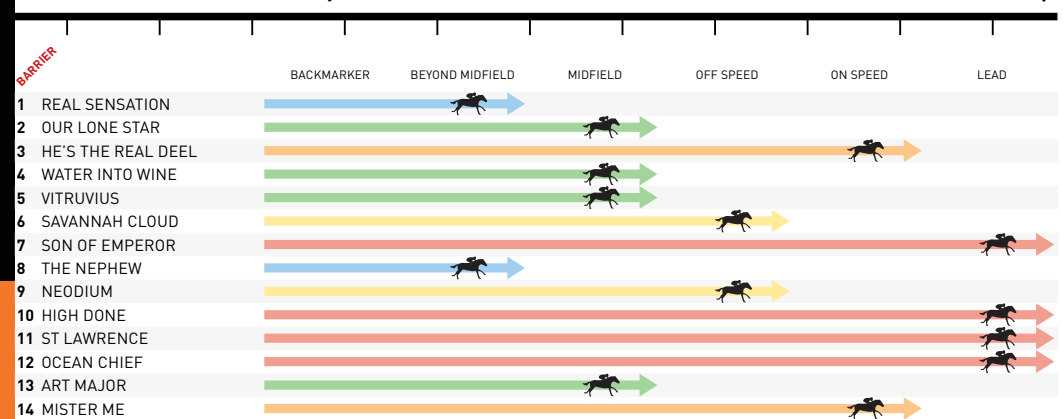 BARRIER
BACKMARKER BEYOND MIDFIELD MIDFIELD OFF SPEED ON SPEED LEAD
1 REAL SENSATION
2 OUR LONE STAR
3 HE'S THE REAL DEEL
4 WATER INTO WINE
5 VITRUVIUS
6 SAVANNAH CLOUD
7 SON OF EMPEROR
8 THE NEPHEW
9 NEODIUM
10 HIGH DONE
11 ST LAWRENCE
12 OCEAN CHIEF
13 ART MAJOR
14 MISTER ME